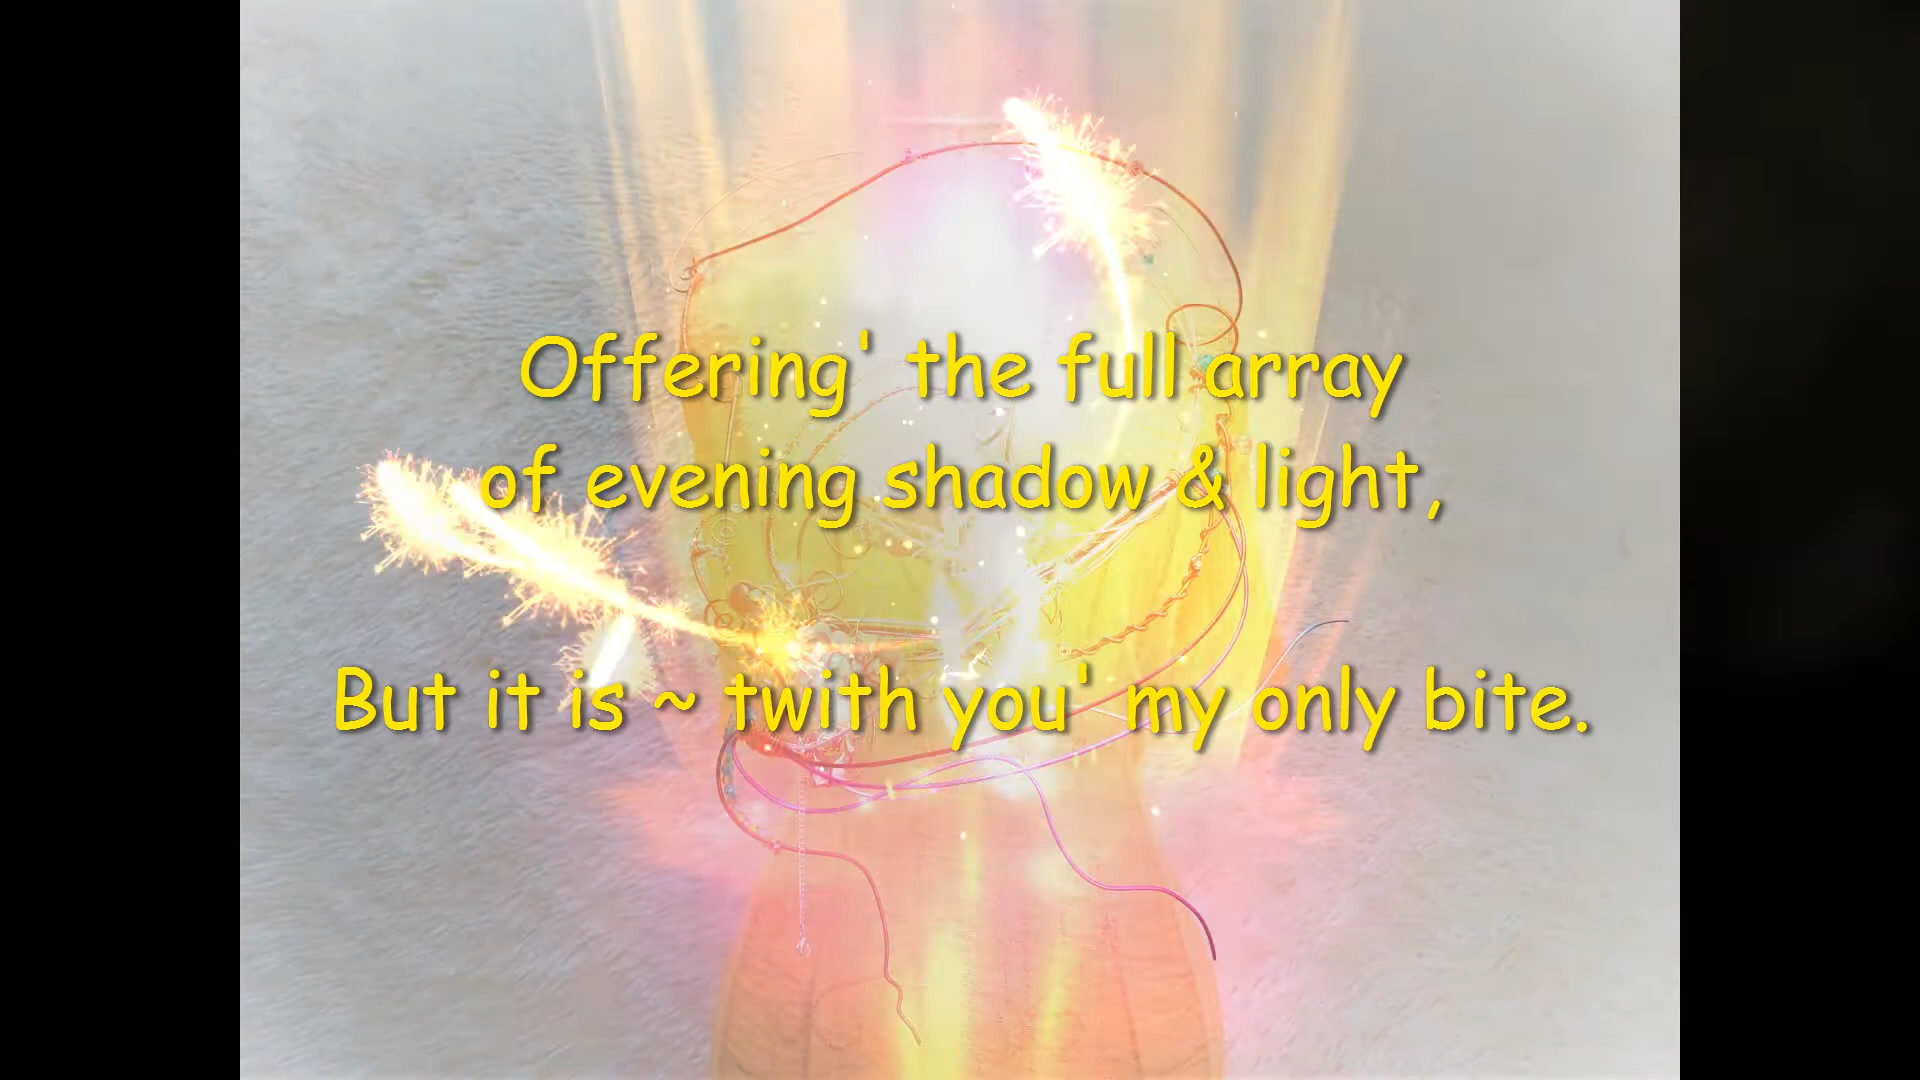 Offering' the full array
of evening shadow & light,
But it is ~ twith you' my only bite.